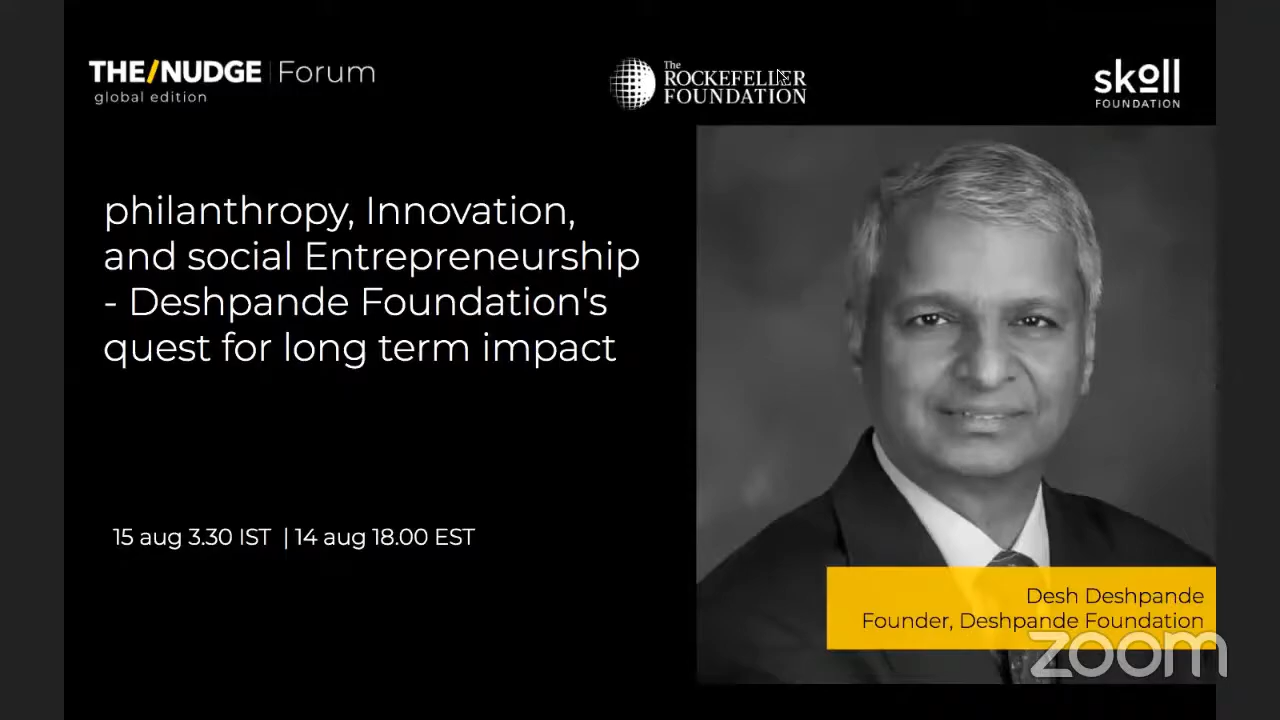 THE/NUDGE | Forum
global edition
The
ROCKEFELLER
FOUNDATION
skoll
FOUNDATION
philanthropy, Innovation,
and social Entrepreneurship
- Deshpande Foundation's
quest for long term impact
15 aug 3.30 IST | 14 aug 18.00 EST
Desh Deshpande
Founder, Deshpande Foundation
zoom